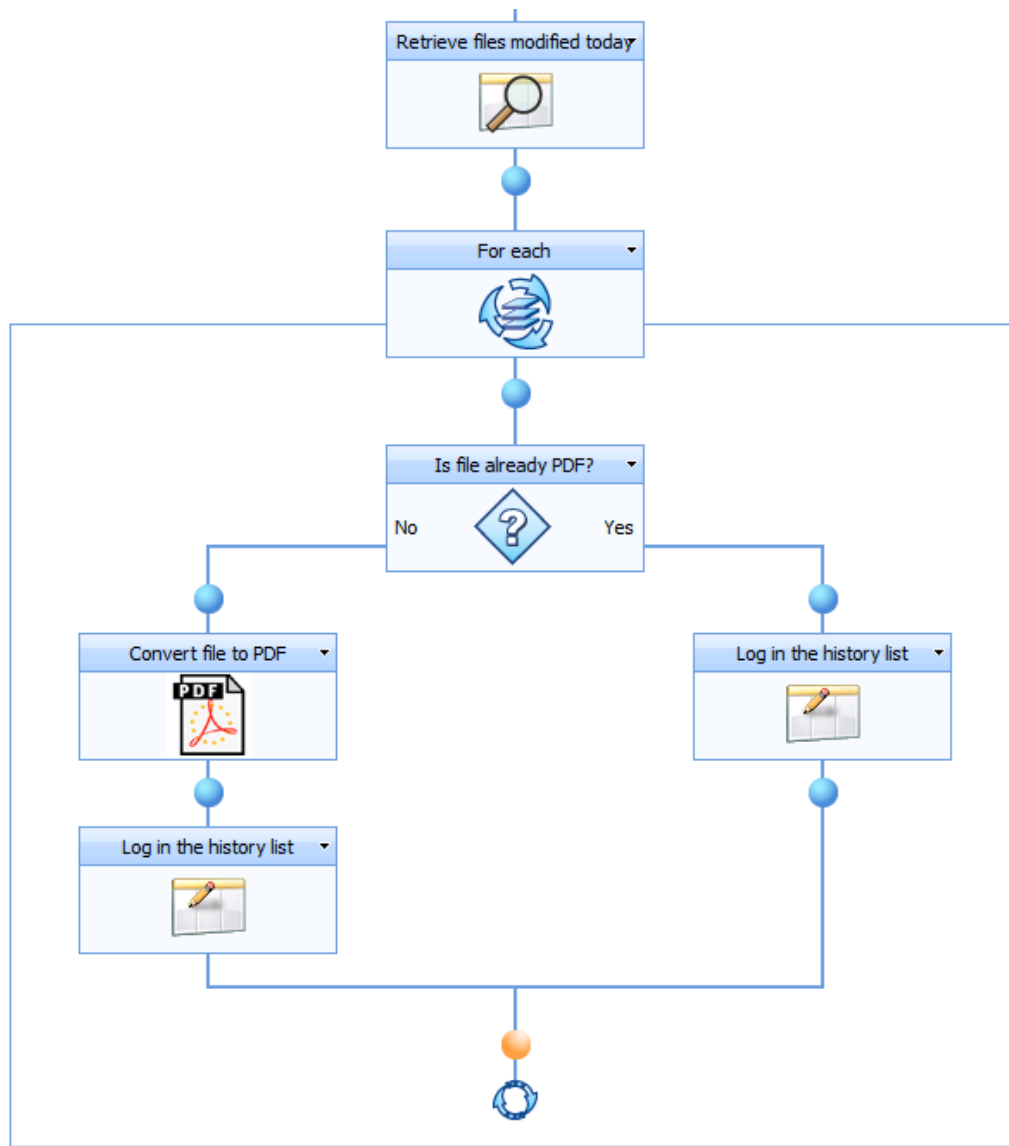 Retrieve files modified today
For each
Is file already PDF?
No
Yes
Convert file to PDF
Log in the history list
PDF
Log in the history list